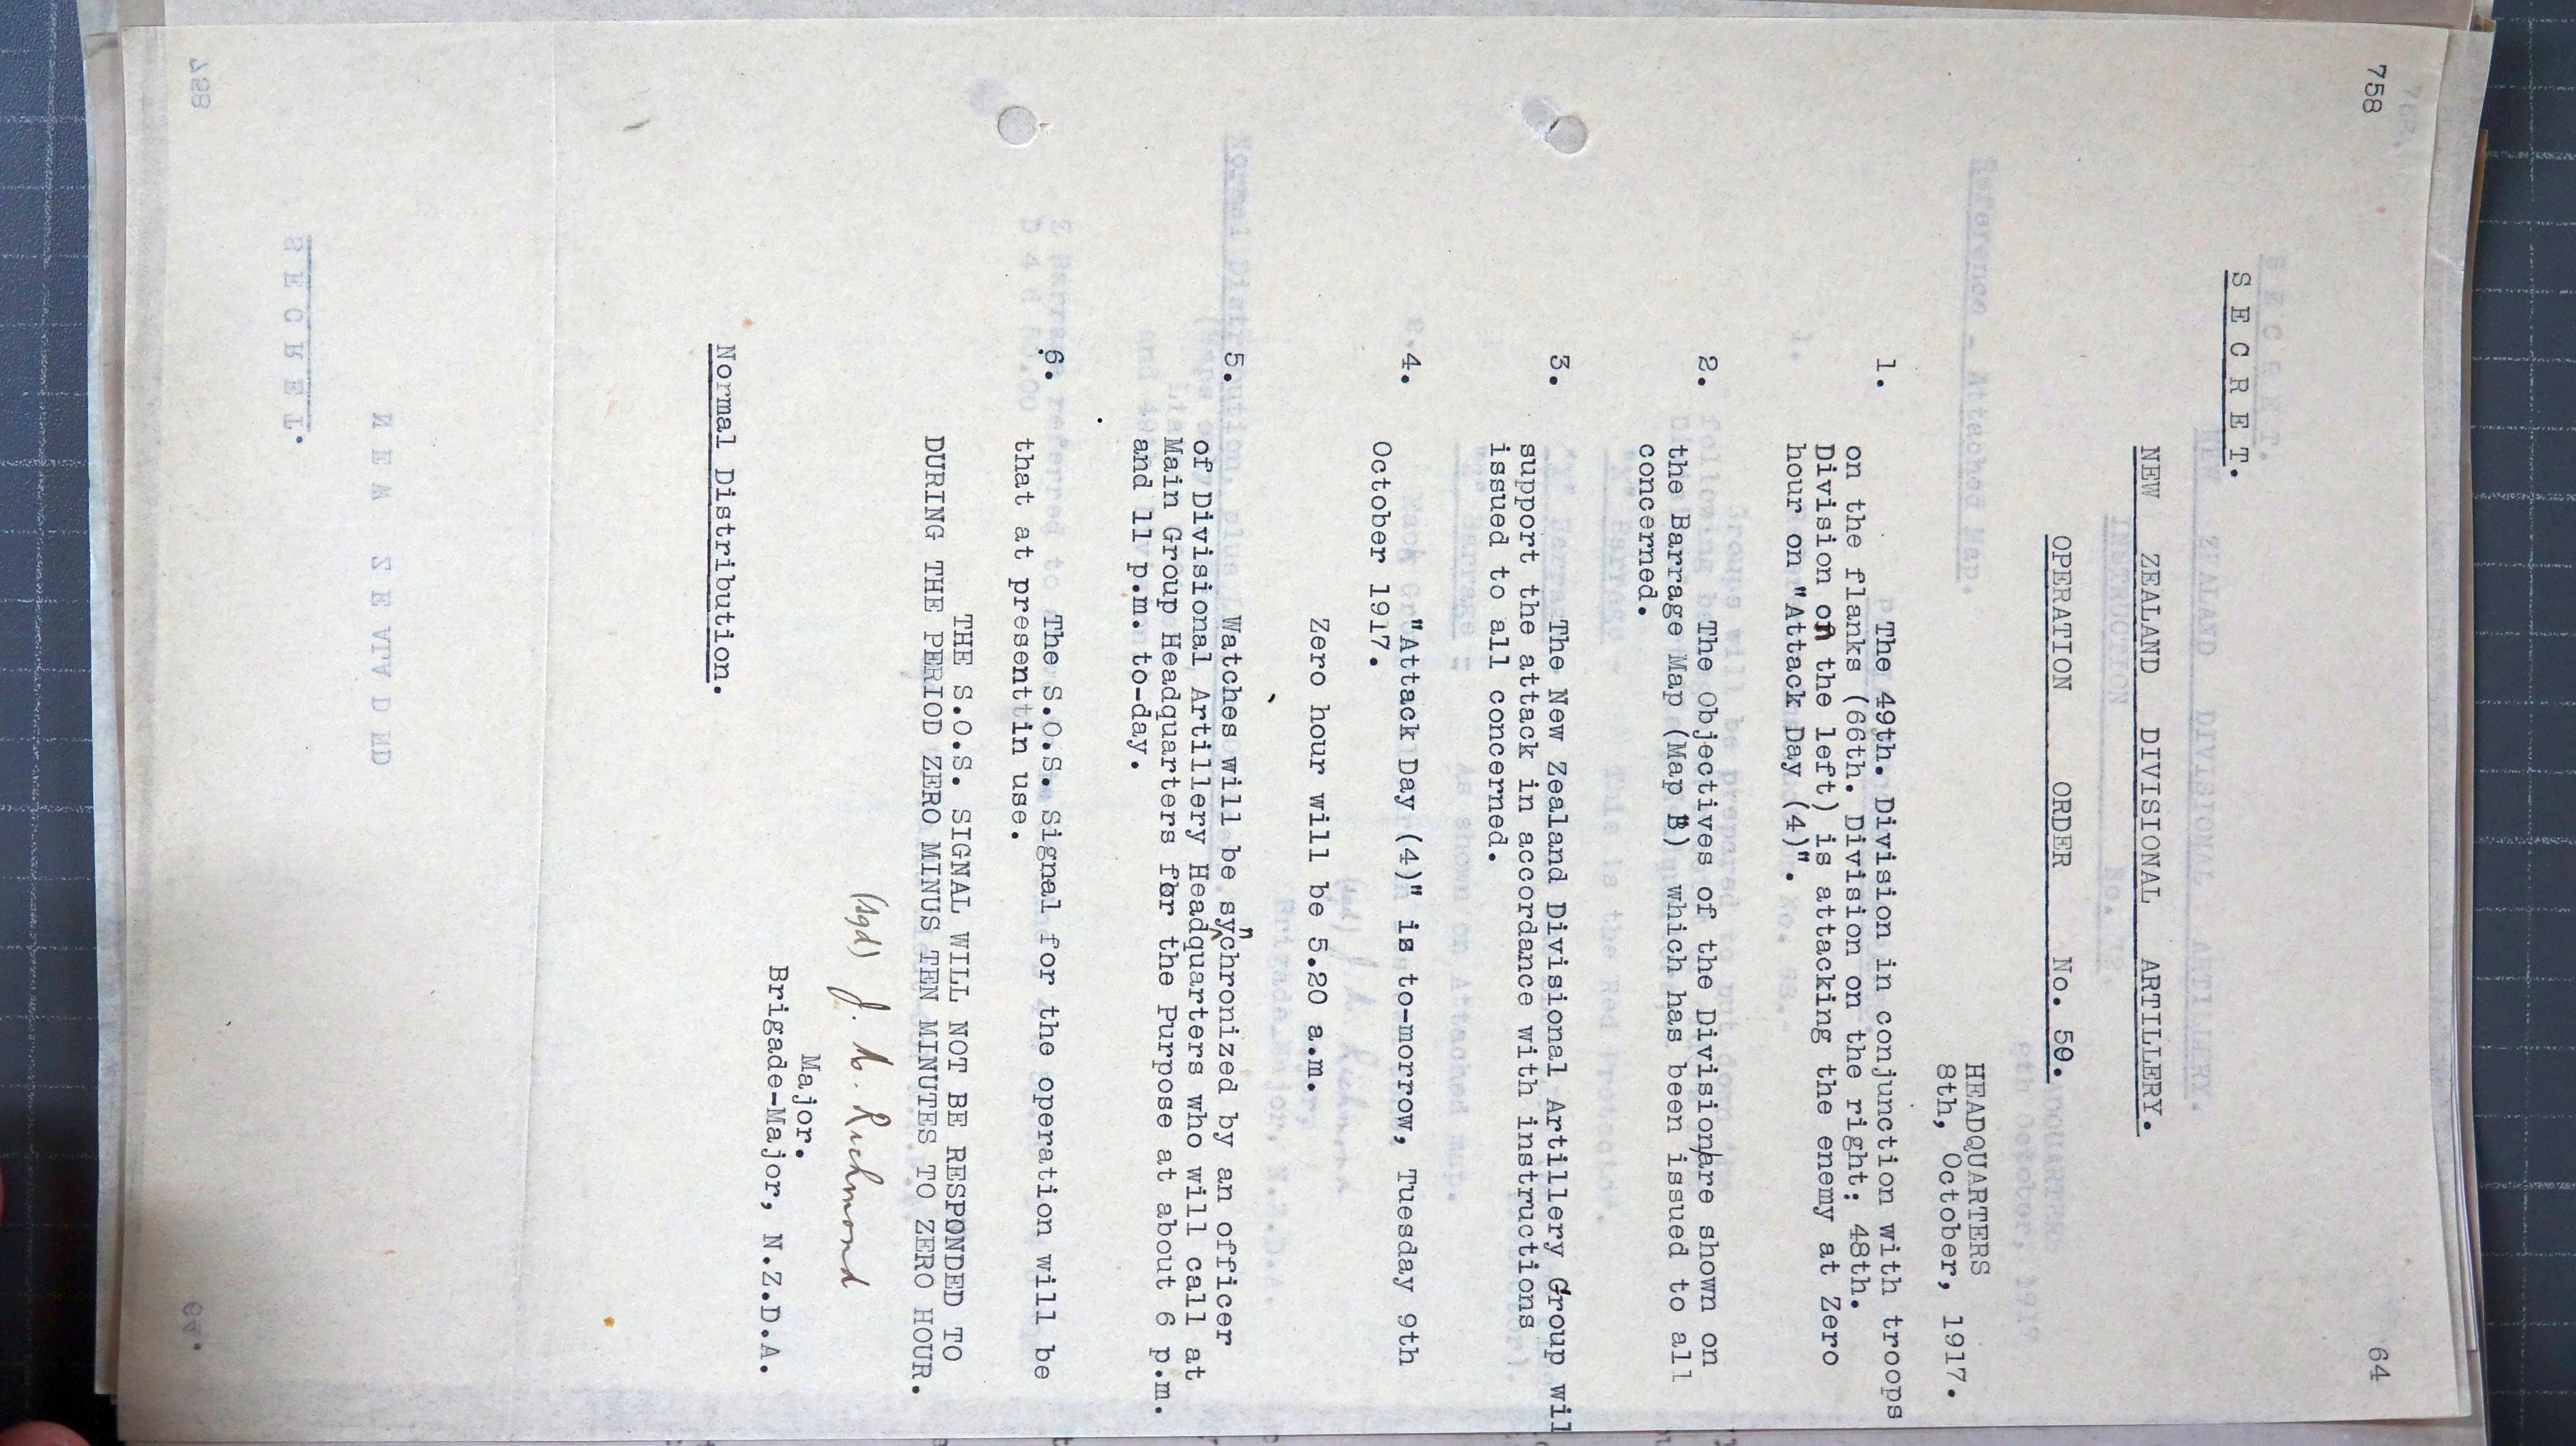 758
64
S E C R E T.
NEW ZEALAND DIVISIONAL ARTILLERY.
OPERATION ORDER No. 59.
HEADQUARTERS
8th, October, 1917.
1. The 49th. Division in conjunction with troops
on the flanks (66th. Division on the right; 48th.
Division on the left) is attacking the enemy at Zero
hour on "Attack Day (4)".
2. The Objectives of the Division/are shown on
the Barrage Map (Map B) which has been issued to all
concerned.
3. The New Zealand Divisional Artillery Group wil
support the attack in accordance with instructions
issued to all concerned.
4. "Attack Day (4)" is to-morrow, Tuesday 9th
October 1917.
Zero hour will be 5.20 a.m.
5. Watches will be synchronized by an officer
of Divisional Artillery Headquarters who will call at
Main Group Headquarters for the Purpose at about 6 p.m.
and 11 p.m. to-day.
6. The S.O.S. Signal for the operation will be
that at present in use.
THE S.O.S. SIGNAL WILL NOT BE RESPONDED TO
DURING THE PERIOD ZERO MINUS TEN MINUTES TO ZERO HOUR.
(sgd) J. M. Richmond
Major.
Brigade-Major, N.Z.D.A.
Normal Distribution.